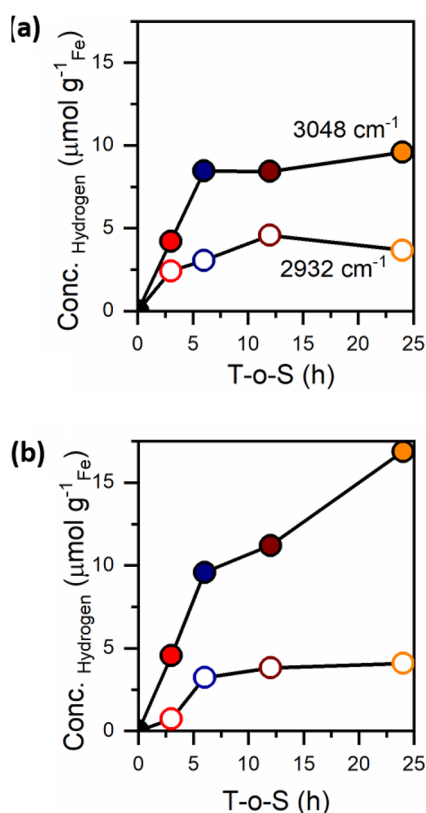 (a)
15
10
5
0
Conc. Hydrogen (μmol g⁻¹Fe)
3048 cm⁻¹
2932 cm⁻¹
0 5 10 15 20 25
T-o-S (h)
(b)
15
10
5
0
Conc. Hydrogen (μmol g⁻¹Fe)
0 5 10 15 20 25
T-o-S (h)